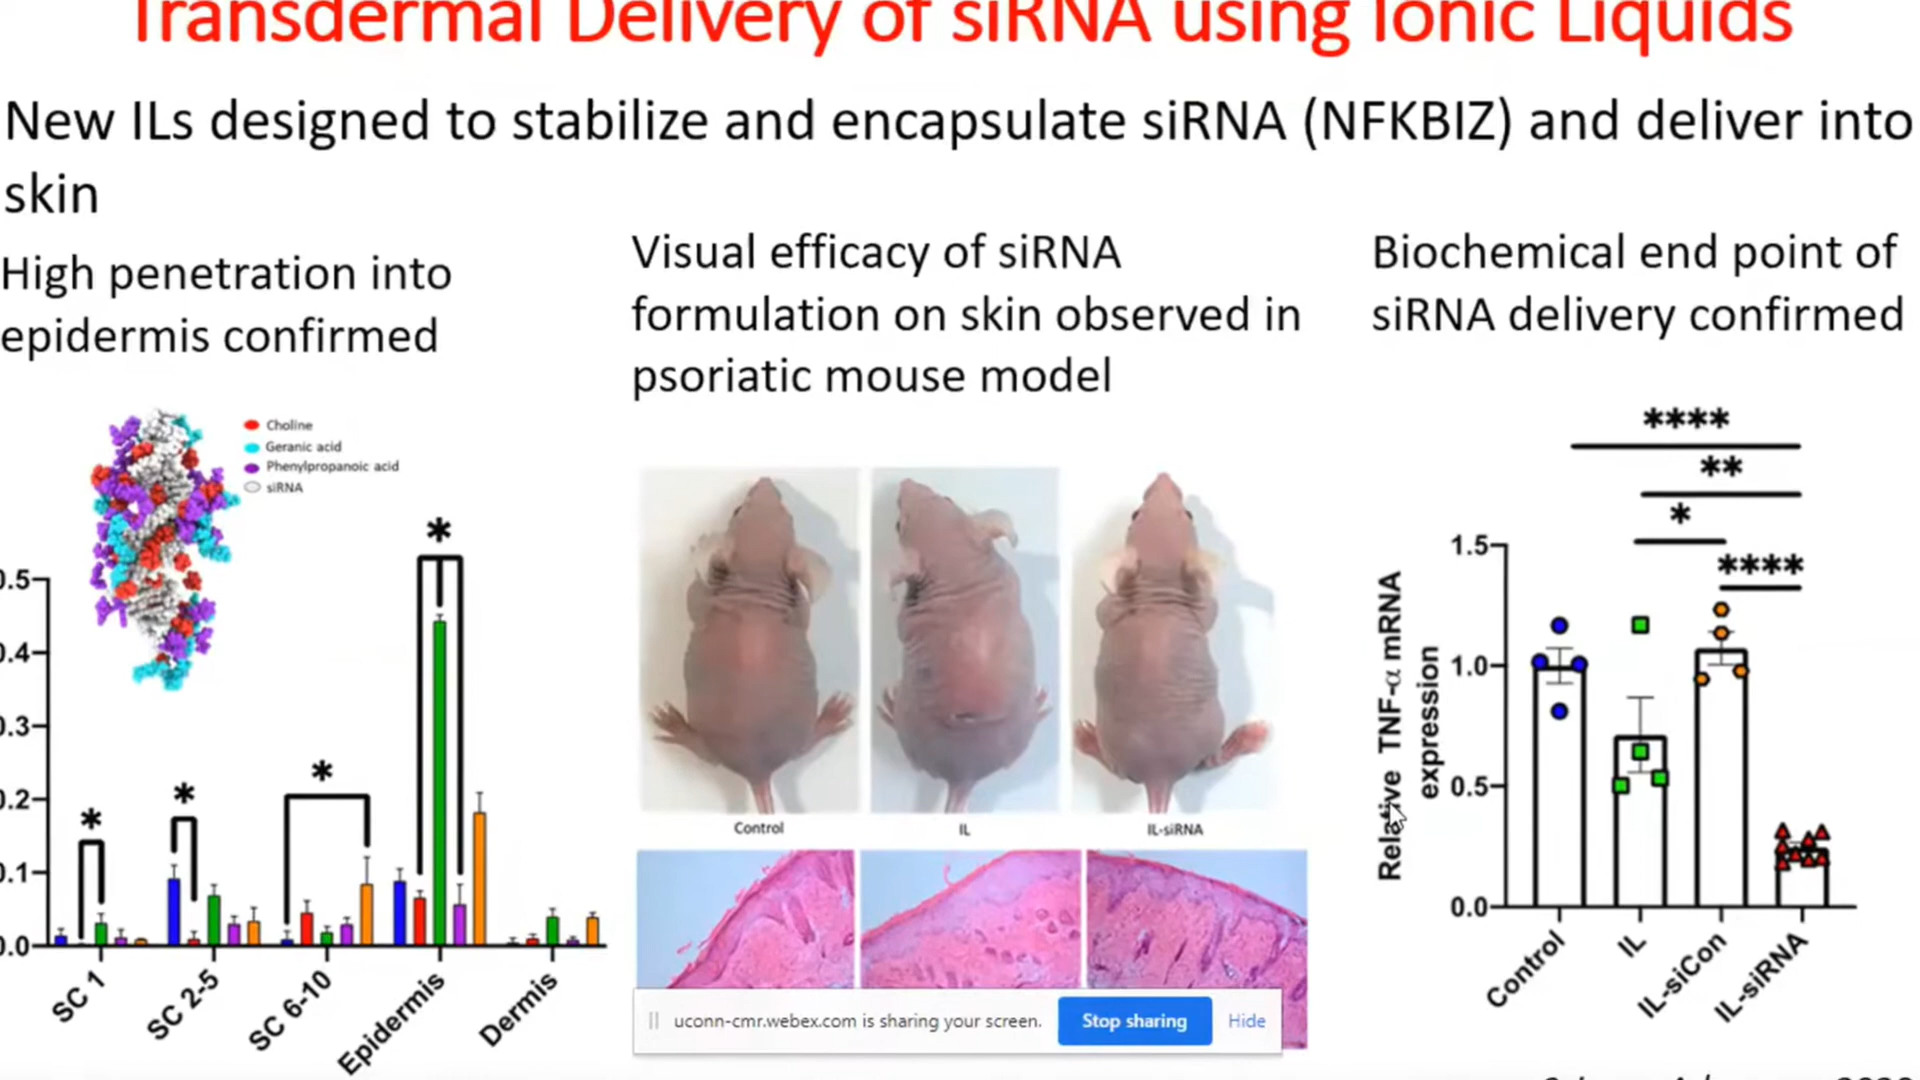 Transdermal Delivery of siRNA using Ionic Liquids
New ILs designed to stabilize and encapsulate siRNA (NFKBIZ) and deliver into
skin
High penetration into
epidermis confirmed
Visual efficacy of siRNA
formulation on skin observed in
psoriatic mouse model
Biochemical end point of
siRNA delivery confirmed
Choline
Geranic acid
Phenylpropanoic acid
siRNA
*
*
*
*
0.5
0.4
0.3
0.2
0.1
0.0
SC 1
SC 2-5
SC 6-10
Epidermis
Dermis
Control
IL
IL-siRNA
****
**
*
****
Relative TNF-α mRNA
expression
1.5
1.0
0.5
0.0
Control
IL
IL-siCon
IL-siRNA
uconn-cmr.webex.com is sharing your screen.
Stop sharing
Hide